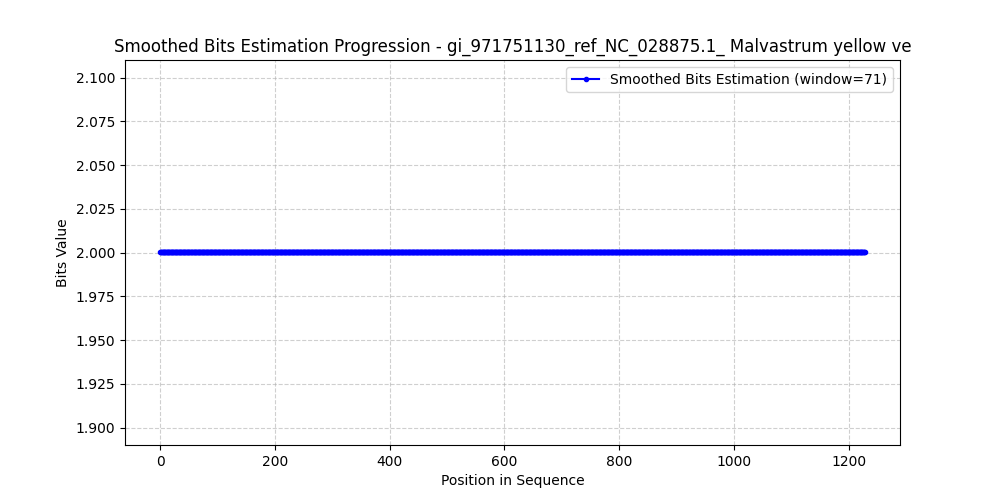 Smoothed Bits Estimation Progression - gi_971751130_ref_NC_028875.1_ Malvastrum yellow ve
Smoothed Bits Estimation (window=71)
2.100
2.075
2.050
2.025
2.000
1.975
1.950
1.925
1.900
Bits Value
0 200 400 600 800 1000 1200
Position in Sequence